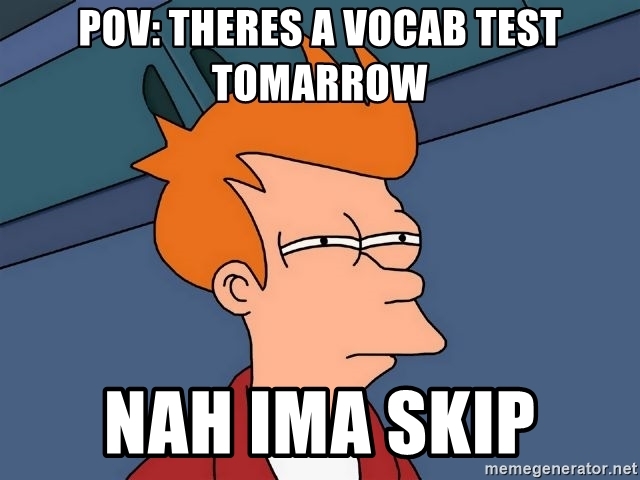 POV: THERES A VOCAB TEST
TOMARROW
NAH IMA SKIP
memegenerator.net